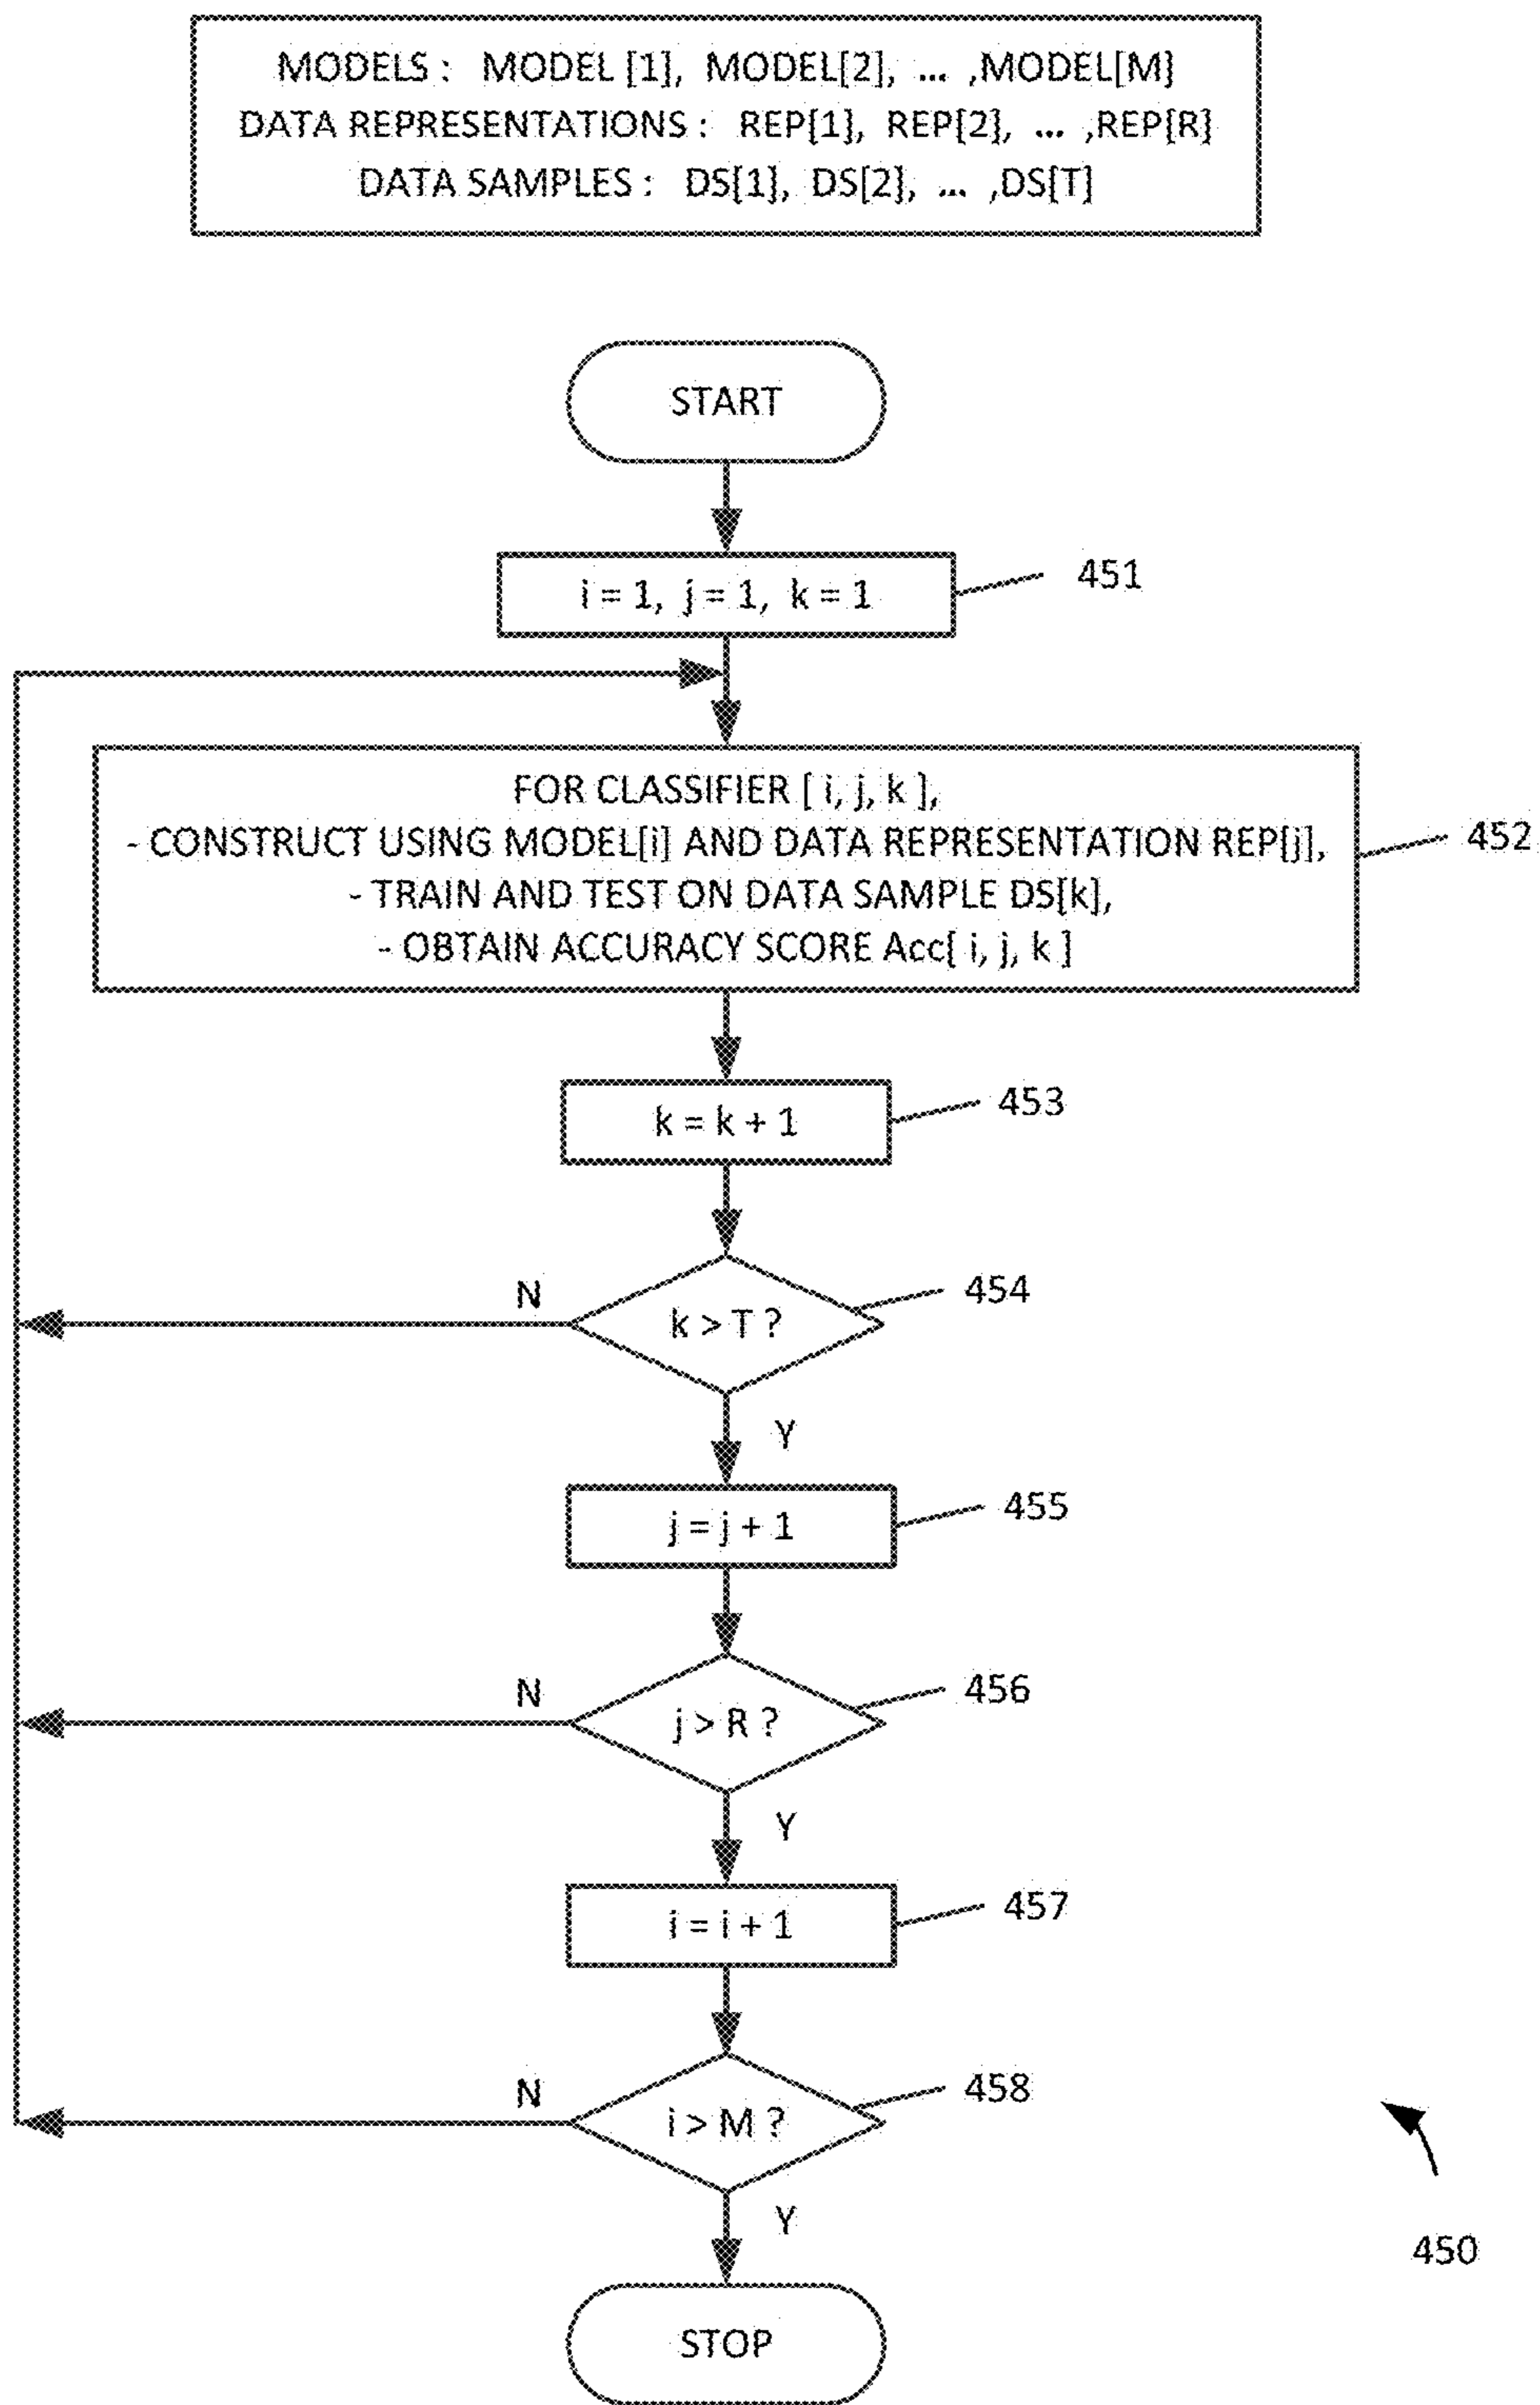 MODELS : MODEL [1], MODEL[2], ... ,MODEL[M]
DATA REPRESENTATIONS : REP[1], REP[2], ... ,REP[R]
DATA SAMPLES : DS[1], DS[2], ... ,DS[T]
START
i = 1, j = 1, k = 1
451
FOR CLASSIFIER [ i, j, k ],
- CONSTRUCT USING MODEL[i] AND DATA REPRESENTATION REP[j],
- TRAIN AND TEST ON DATA SAMPLE DS[k],
- OBTAIN ACCURACY SCORE Acc[ i, j, k ]
452
k = k + 1
453
N
k > T ?
454
Y
j = j + 1
455
N
j > R ?
456
Y
i = i + 1
457
N
i > M ?
458
Y
450
STOP